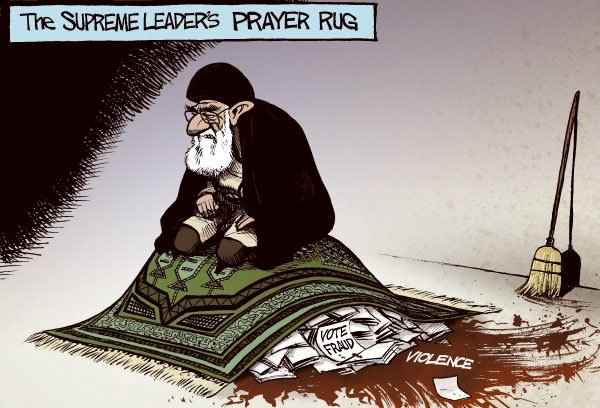 The SUPREME LEADER'S PRAYER RUG
VOTE
FRAUD
VIOLENCE